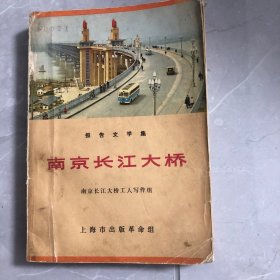 报告文学集
南京长江大桥
南京长江大桥工人写作组
上海市出版革命组